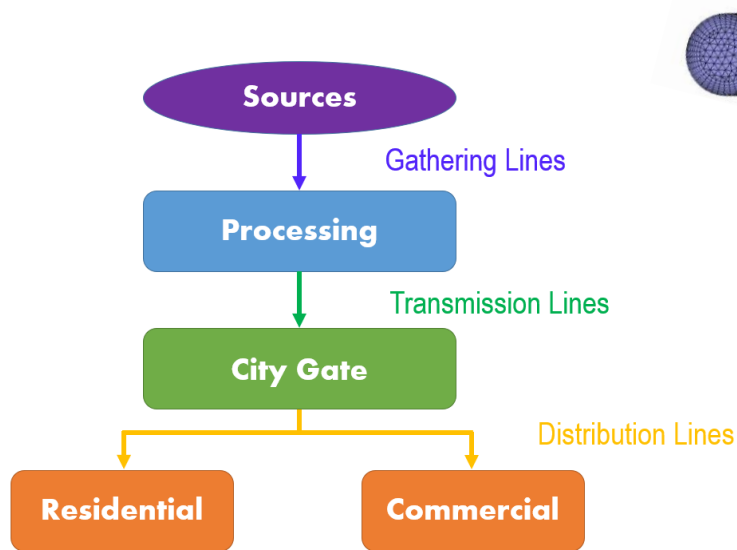 Sources
Gathering Lines
Processing
Transmission Lines
City Gate
Distribution Lines
Residential
Commercial